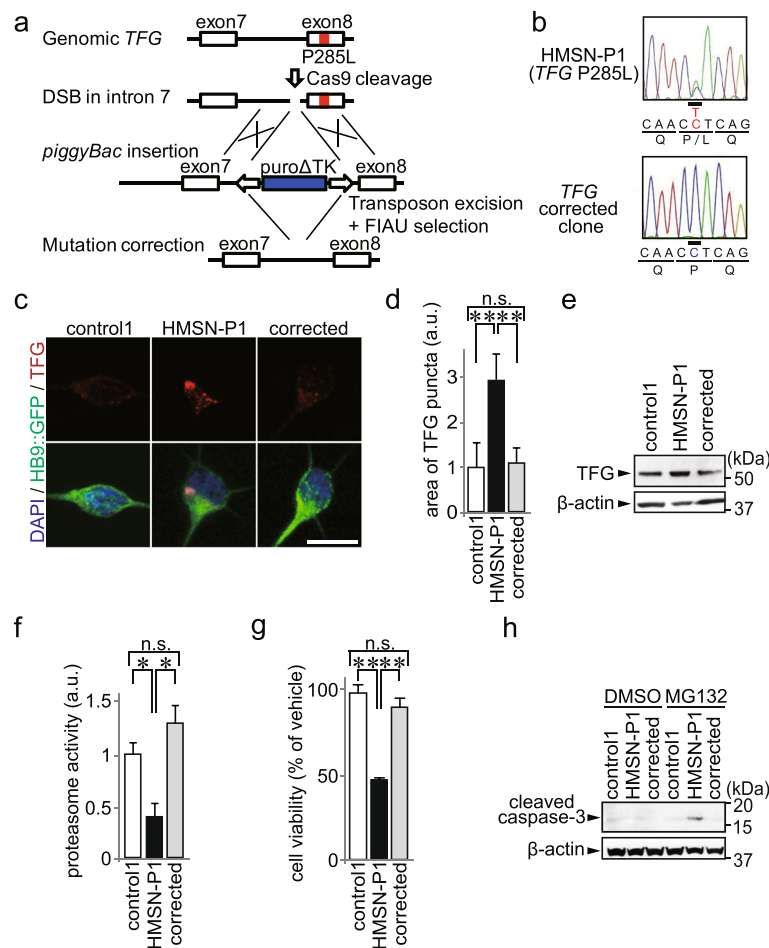 a
exon7 exon8
Genomic TFG
P285L
Cas9 cleavage
DSB in intron 7
piggyBac insertion
exon7 puroΔTK exon8
Transposon excision
+ FIAU selection
Mutation correction
exon7 exon8
b
HMSN-P1
(TFG P285L)
T
C A A C C T C A G
Q P / L Q
TFG
corrected
clone
C A A C C T C A G
Q P Q
c
control1 HMSN-P1 corrected
DAPI / HB9::GFP / TFG
d
n.s.
** **
area of TFG puncta (a.u.)
3
2
1
0
control1
HMSN-P1
corrected
e
control1
HMSN-P1
corrected
(kDa)
TFG
50
β-actin
37
f
n.s.
* *
proteasome activity (a.u.)
1.5
1
0.5
0
control1
HMSN-P1
corrected
g
n.s.
** **
cell viability (% of vehicle)
100
50
0
control1
HMSN-P1
corrected
h
DMSO MG132
control1
HMSN-P1
corrected
control1
HMSN-P1
corrected
(kDa)
20
cleaved
caspase-3
15
β-actin
37